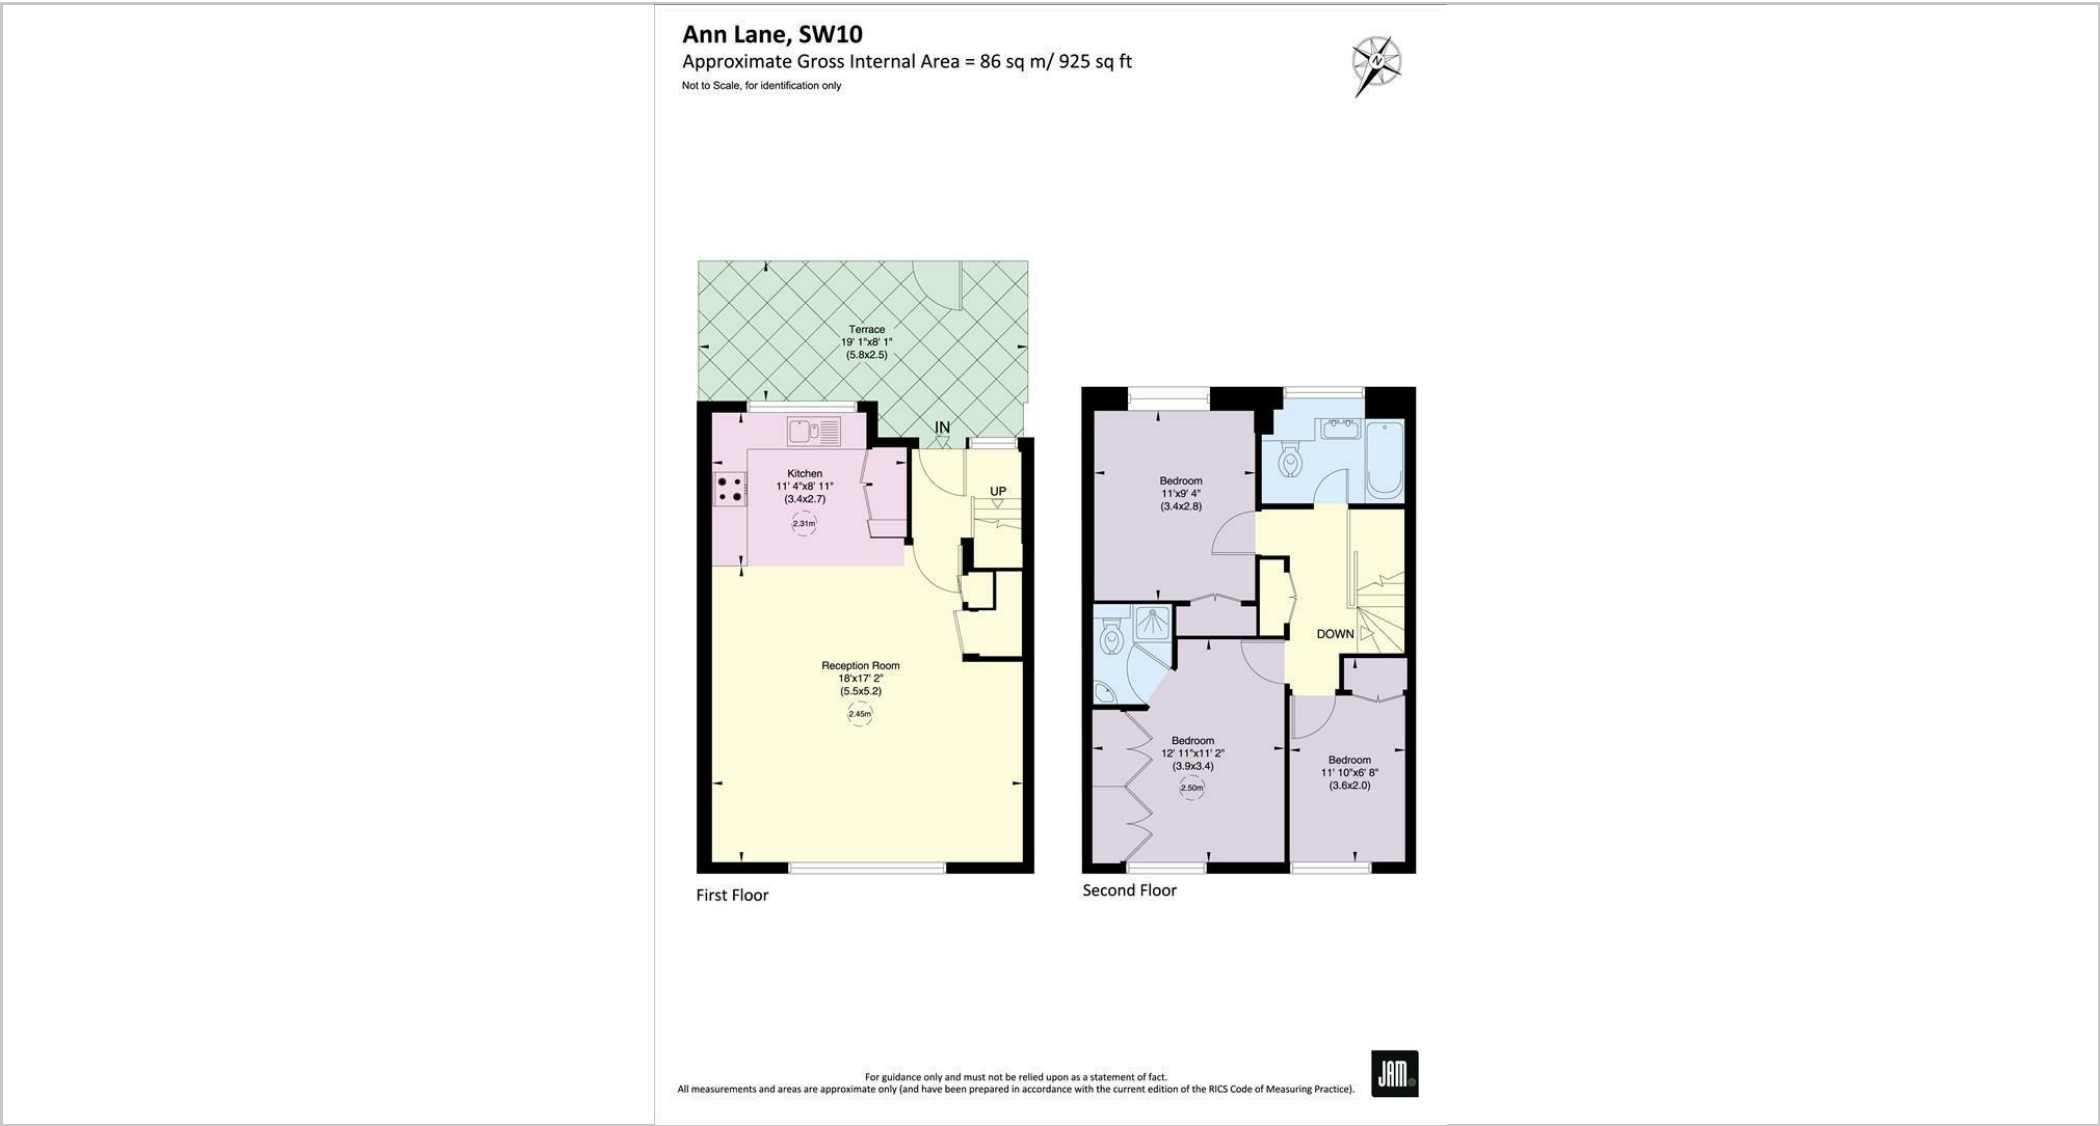 Ann Lane, SW10
Approximate Gross Internal Area = 86 sq m/ 925 sq ft
Not to Scale, for identification only
N
Terrace
19' 1"x8' 1"
(5.8x2.5)
IN
Kitchen
11' 4"x8' 11"
(3.4x2.7)
2.31m
UP
Reception Room
18'x17' 2"
(5.5x5.2)
2.45m
First Floor
Bedroom
11'x9' 4"
(3.4x2.8)
DOWN
Bedroom
12' 11"x11' 2"
(3.9x3.4)
2.50m
Bedroom
11' 10"x6' 8"
(3.6x2.0)
Second Floor
For guidance only and must not be relied upon as a statement of fact.
All measurements and areas are approximate only (and have been prepared in accordance with the current edition of the RICS Code of Measuring Practice).
JAM